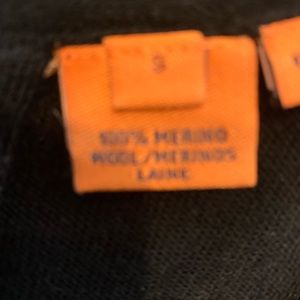 S
100% MERINO
WOOL/MERINOS
LAINE